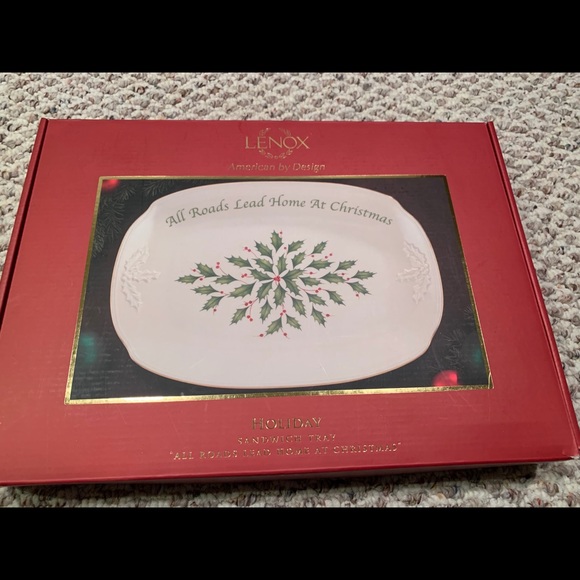 LENOX
American by Design
All Roads Lead Home At Christmas
HOLIDAY
SANDWICH TRAY
"ALL ROADS LEAD HOME AT CHRISTMAS"